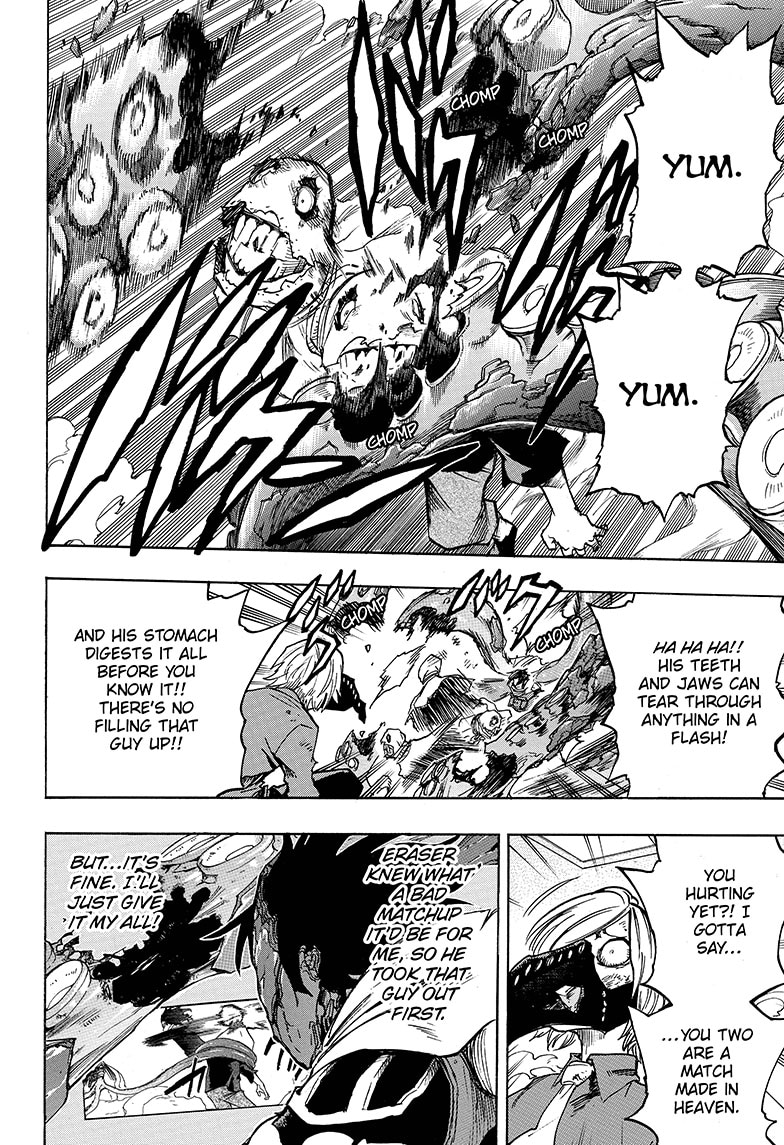 YUM.
YUM.
CHOMP
CHOMP
CHOMP
CHOMP
HA HA HA!!
HIS TEETH
AND JAWS CAN
TEAR THROUGH
ANYTHING IN A
FLASH!
CHOMP
AND HIS STOMACH
DIGESTS IT ALL
BEFORE YOU
KNOW IT!!
THERE'S NO
FILLING THAT
GUY UP!!
YOU
HURTING
YET?! I
GOTTA
SAY...
...YOU TWO
ARE A
MATCH
MADE IN
HEAVEN.
ERASER
KNEW WHAT
A BAD
MATCHUP
IT'D BE FOR
ME, SO HE
TOOK THAT
GUY OUT
FIRST.
BUT...IT'S
FINE. I'LL
JUST GIVE
IT MY ALL!